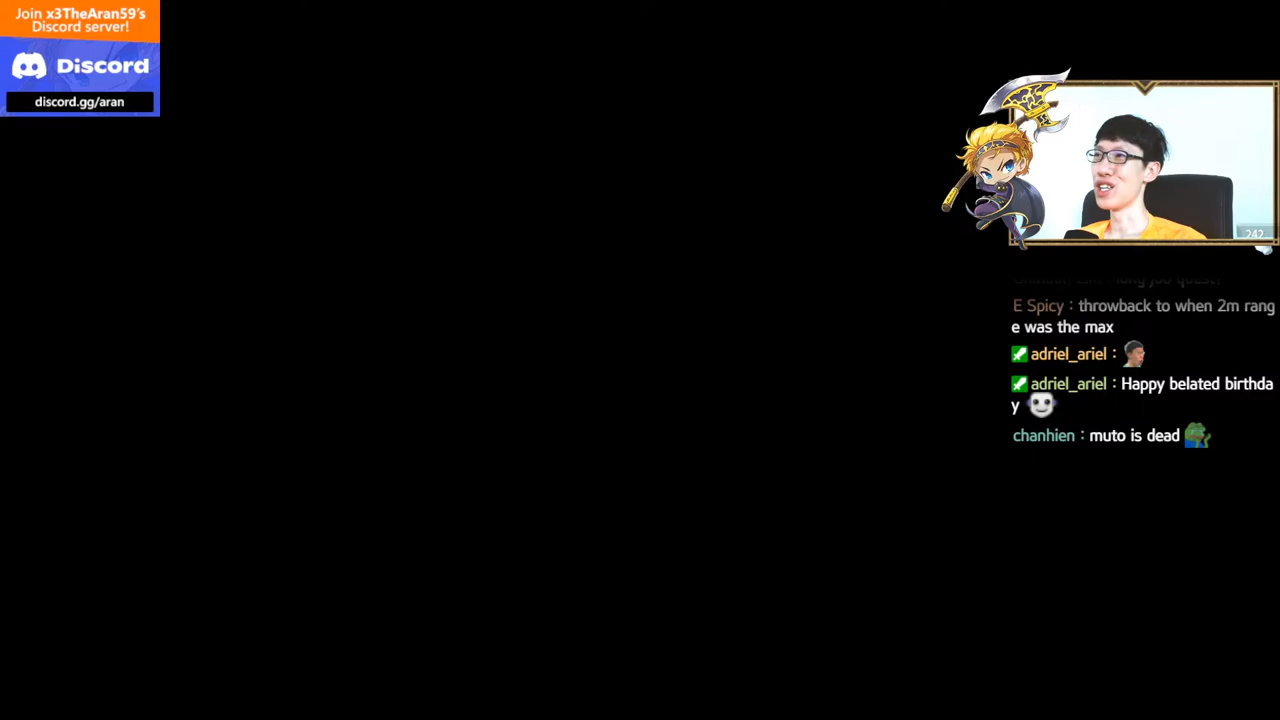 Join x3TheAran59's
Discord server!
Discord
discord.gg/aran
242
E Spicy : throwback to when 2m rang
e was the max
adriel_ariel :
adriel_ariel : Happy belated birthda
y
chanhien : muto is dead